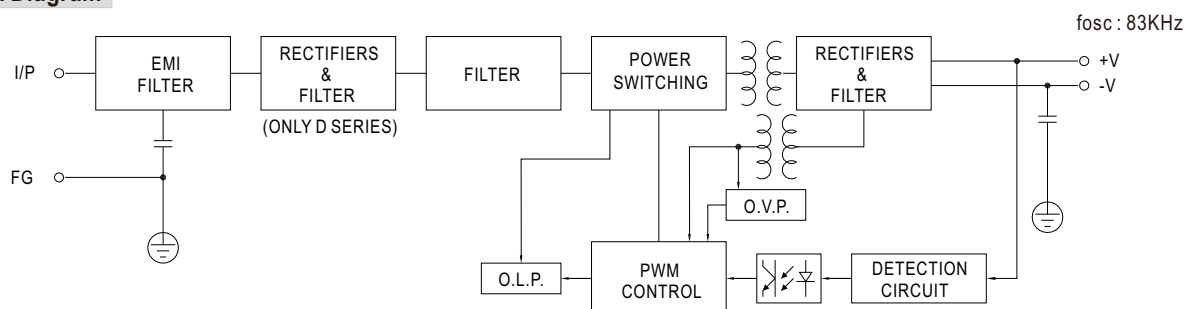 Diagram
fosc : 83KHz
I/P
EMI
FILTER
RECTIFIERS
&
FILTER
(ONLY D SERIES)
FILTER
POWER
SWITCHING
RECTIFIERS
&
FILTER
+V
-V
FG
O.V.P.
O.L.P.
PWM
CONTROL
DETECTION
CIRCUIT